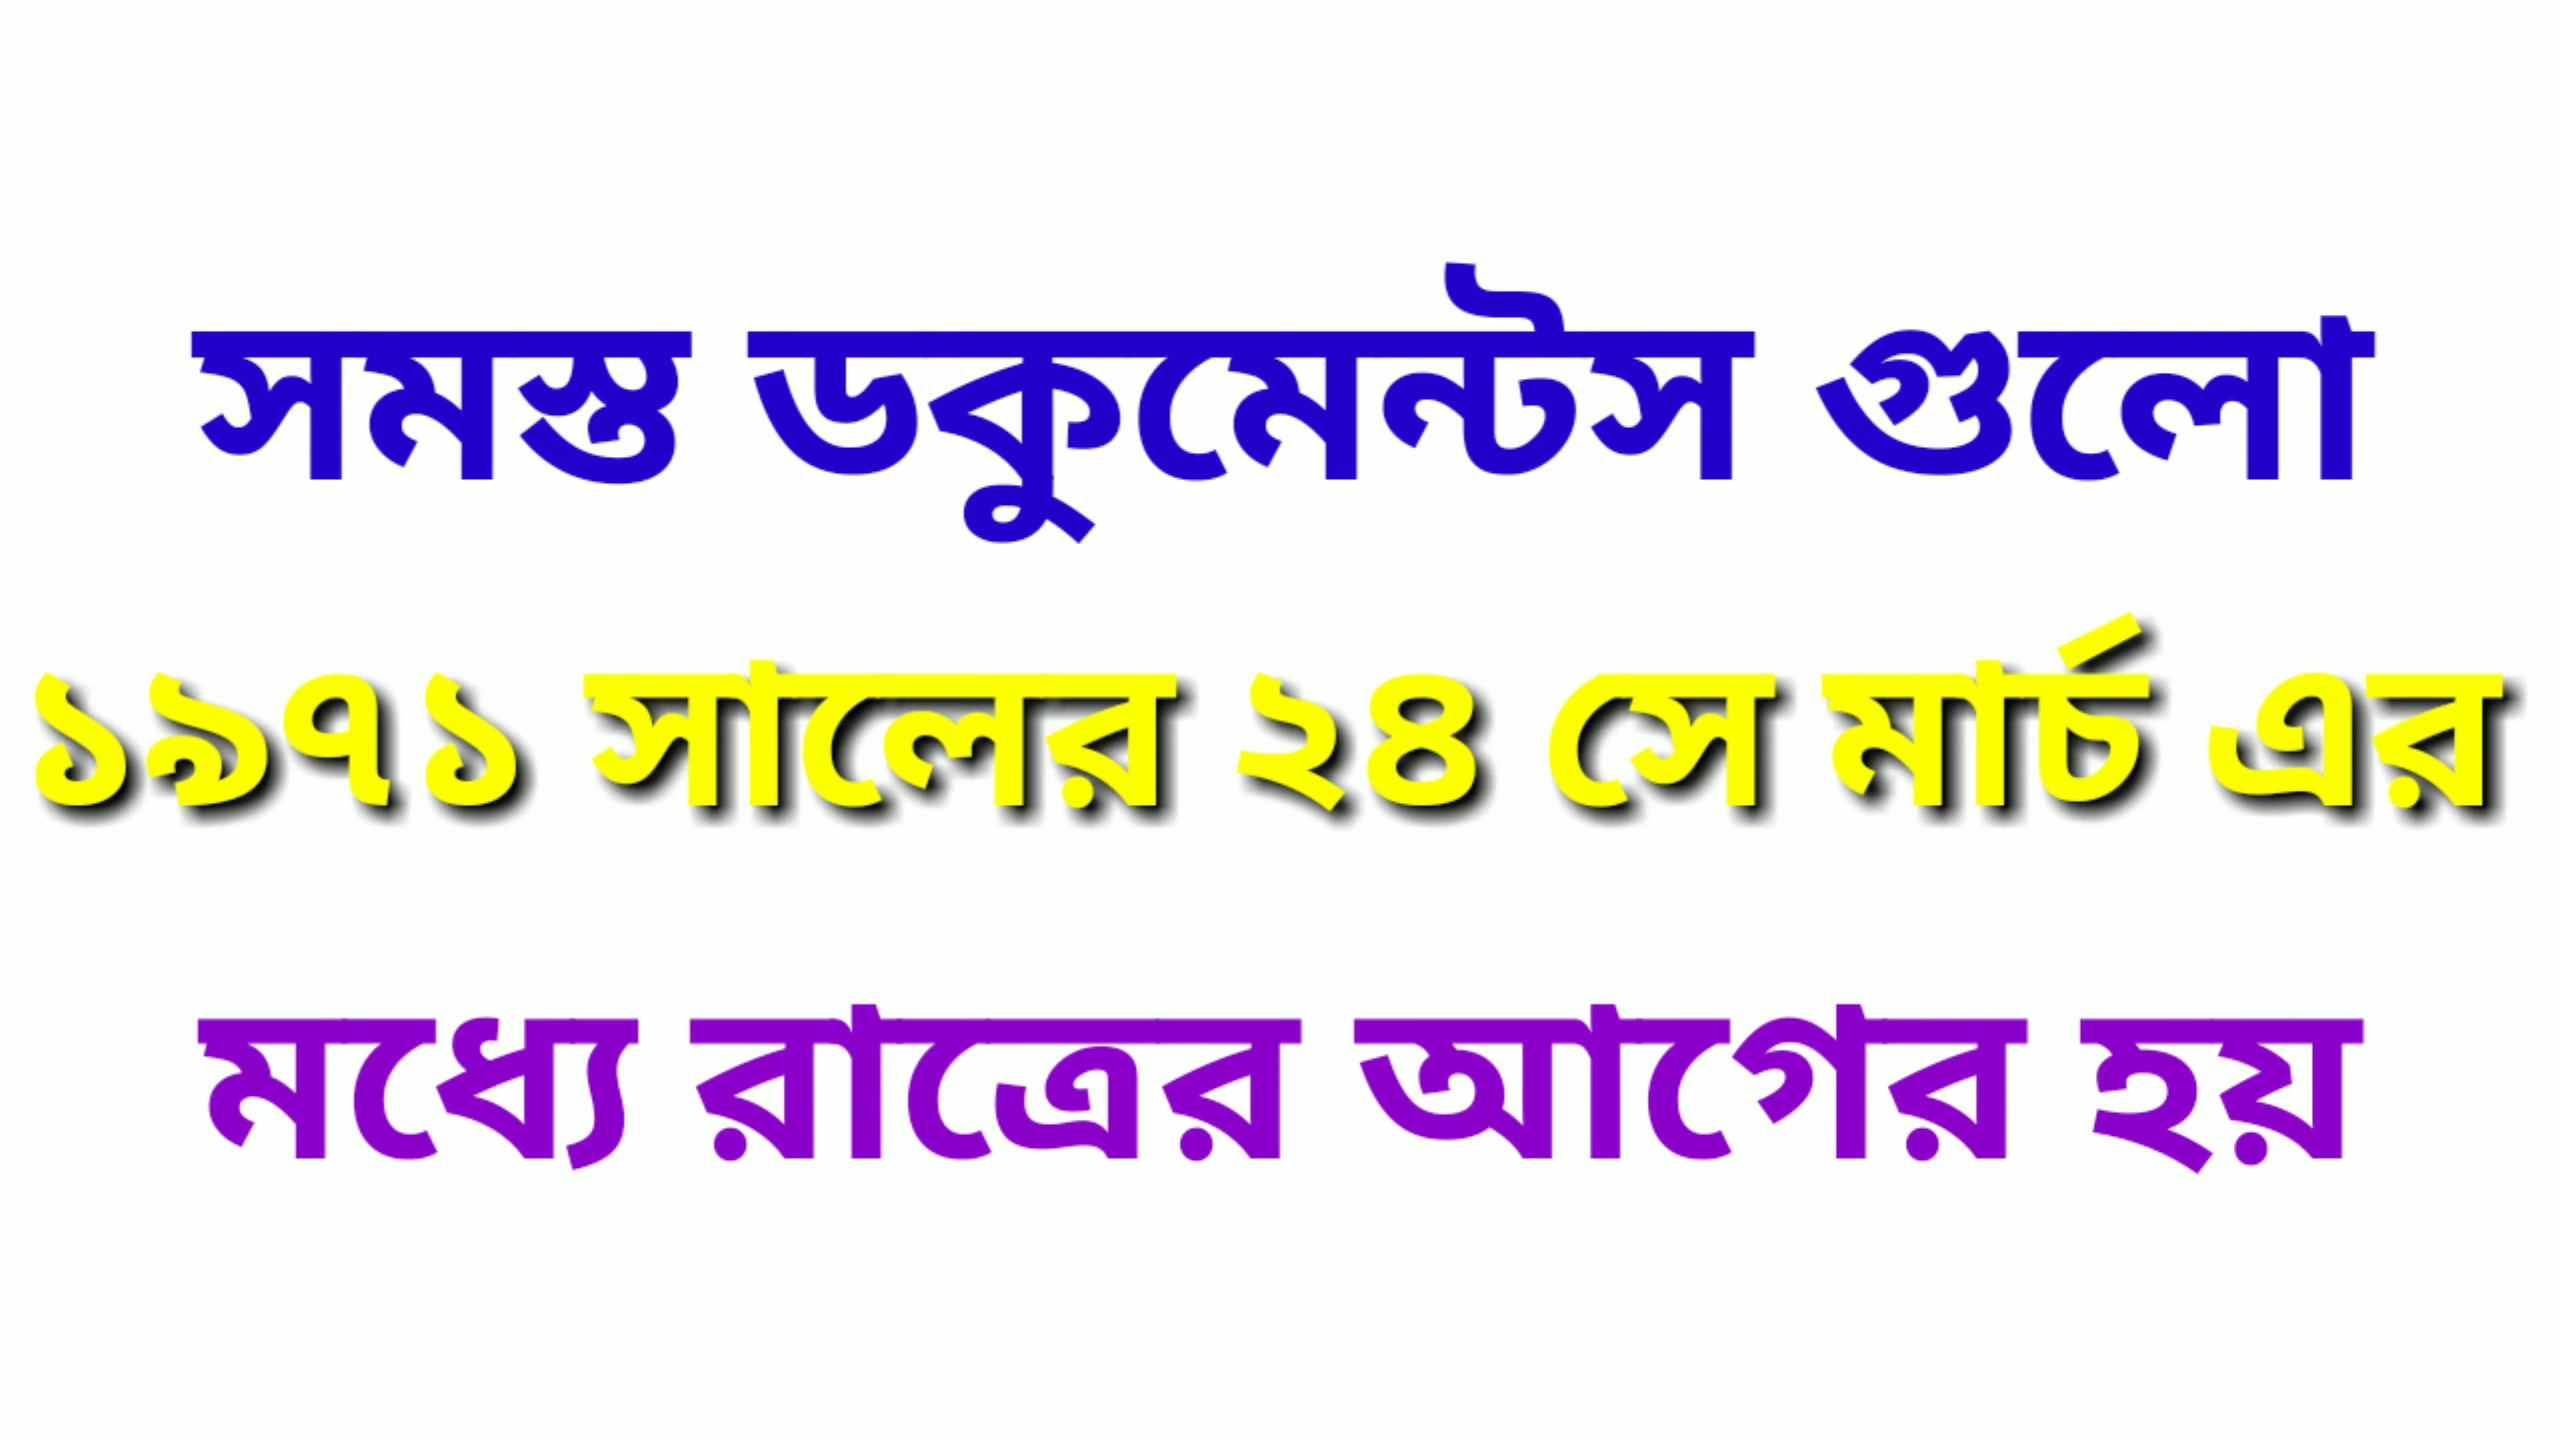 সমস্ত ডকুমেন্টস গুলো
১৯৭১ সালের ২৪ সে মার্চ এর
মধ্যে রাত্রের আগের হয়